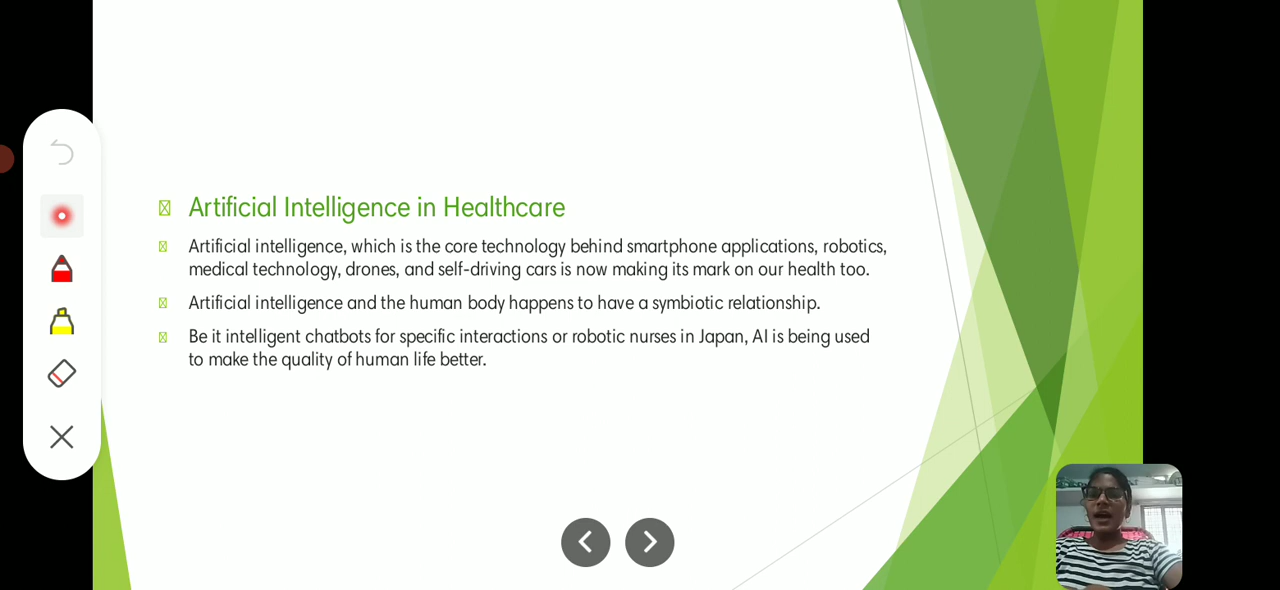 Artificial Intelligence in Healthcare
Artificial intelligence, which is the core technology behind smartphone applications, robotics,
medical technology, drones, and self-driving cars is now making its mark on our health too.
Artificial intelligence and the human body happens to have a symbiotic relationship.
Be it intelligent chatbots for specific interactions or robotic nurses in Japan, AI is being used
to make the quality of human life better.